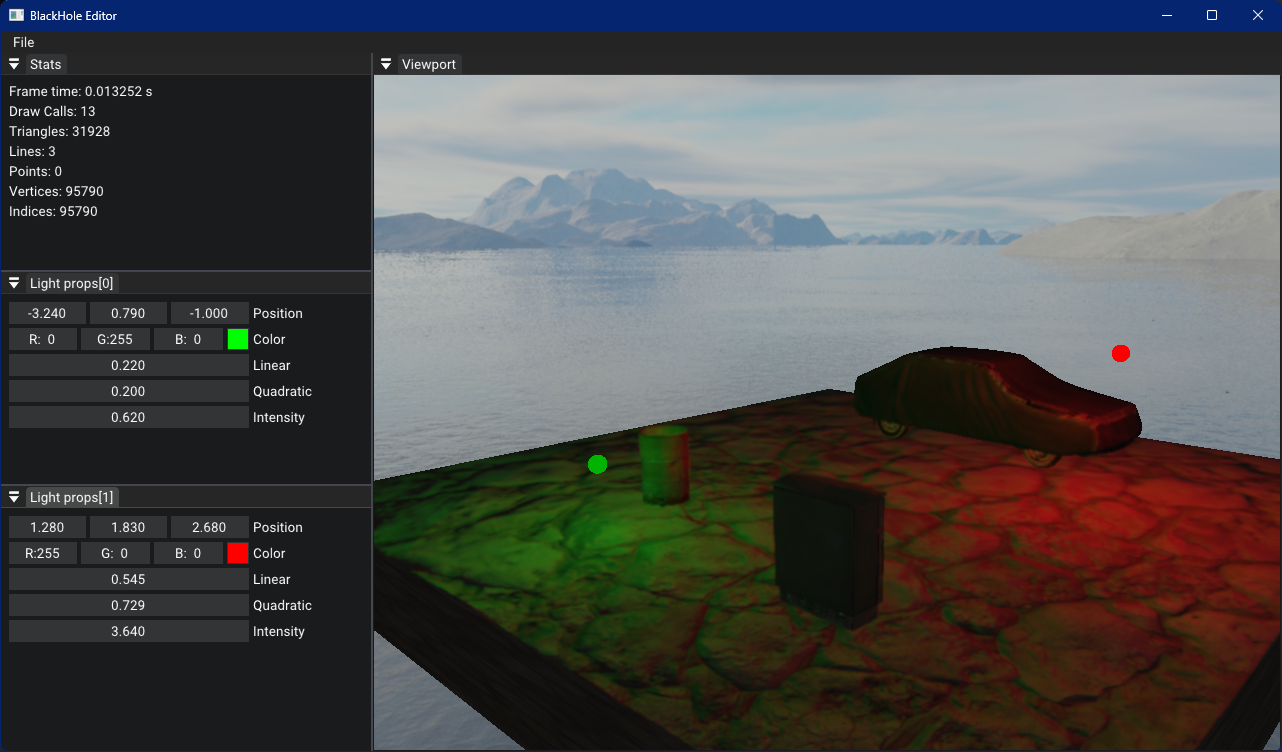 BlackHole Editor
File
Stats
Frame time: 0.013252 s
Draw Calls: 13
Triangles: 31928
Lines: 3
Points: 0
Vertices: 95790
Indices: 95790
Light props[0]
-3.240 0.790 -1.000 Position
R: 0 G:255 B: 0 Color
0.220 Linear
0.200 Quadratic
0.620 Intensity
Light props[1]
1.280 1.830 2.680 Position
R:255 G: 0 B: 0 Color
0.545 Linear
0.729 Quadratic
3.640 Intensity
Viewport